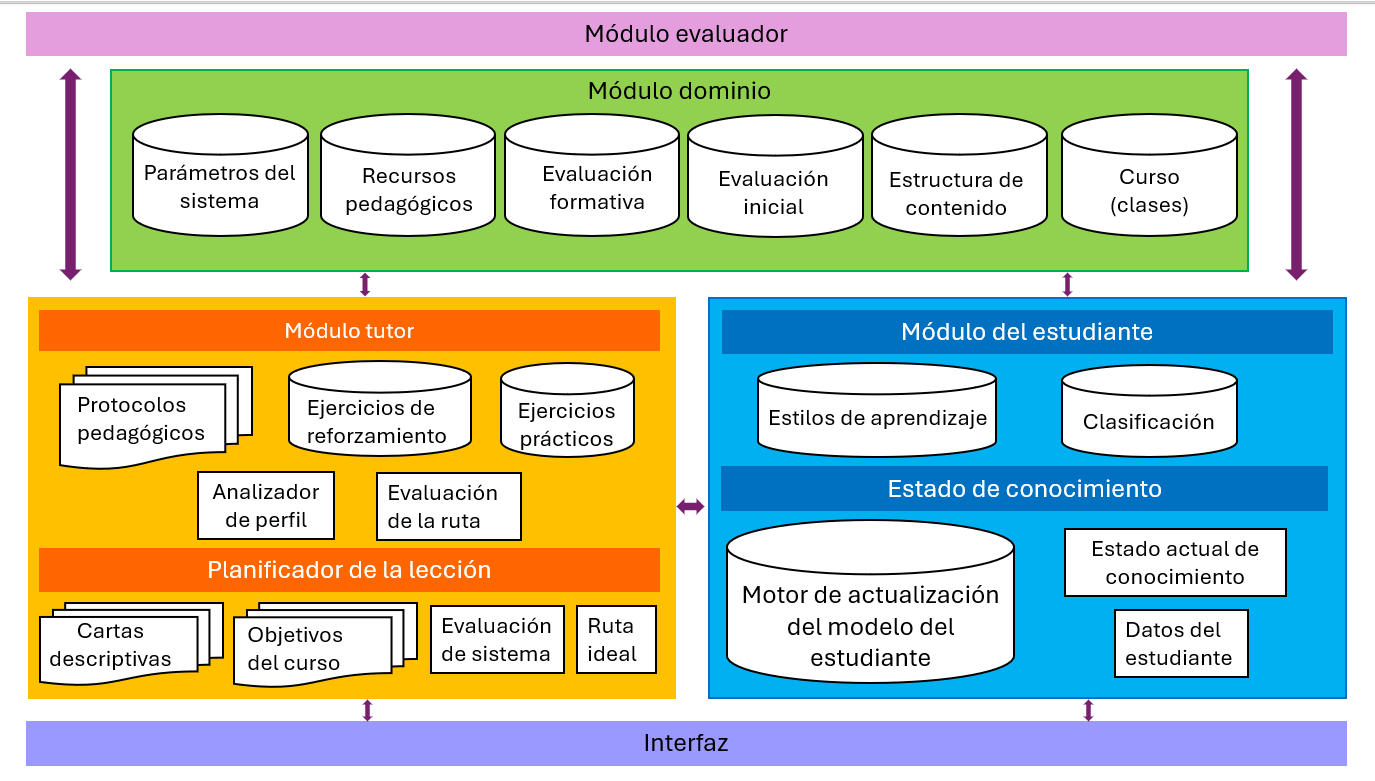 Módulo evaluador
Módulo dominio
Parámetros del
sistema
Recursos
pedagógicos
Evaluación
formativa
Evaluación
inicial
Estructura de
contenido
Curso
(clases)
Módulo tutor
Protocolos
pedagógicos
Ejercicios de
reforzamiento
Ejercicios
prácticos
Analizador
de perfil
Evaluación
de la ruta
Planificador de la lección
Cartas
descriptivas
Objetivos
del curso
Evaluación
de sistema
Ruta
ideal
Módulo del estudiante
Estilos de aprendizaje
Clasificación
Estado de conocimiento
Motor de actualización
del modelo del
estudiante
Estado actual de
conocimiento
Datos del
estudiante
Interfaz